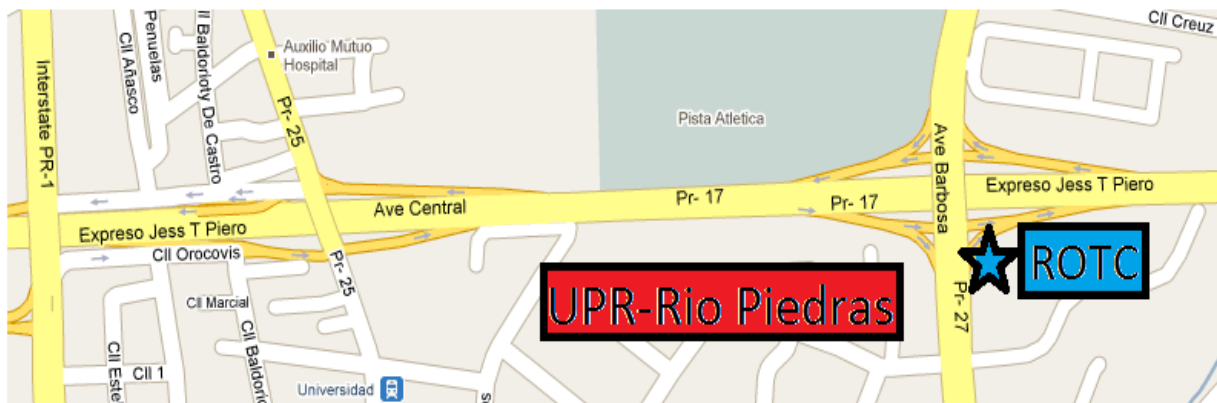 Cll Creuz
Penuelas
Cll Baldorioty De Castro
Cll Añasco
Auxilio Mutuo
Hospital
Interstate PR-1
Pr- 25
Pista Atletica
Ave Barbosa
Expreso Jess T Piero
Ave Central
Pr- 17
Pr- 17
Expreso Jess T Piero
Cll Orocovis
Pr- 25
ROTC
UPR-Rio Piedras
Pr- 27
Cll Marcial
Cll Baldorio
Cll Estel
Cll 1
Universidad